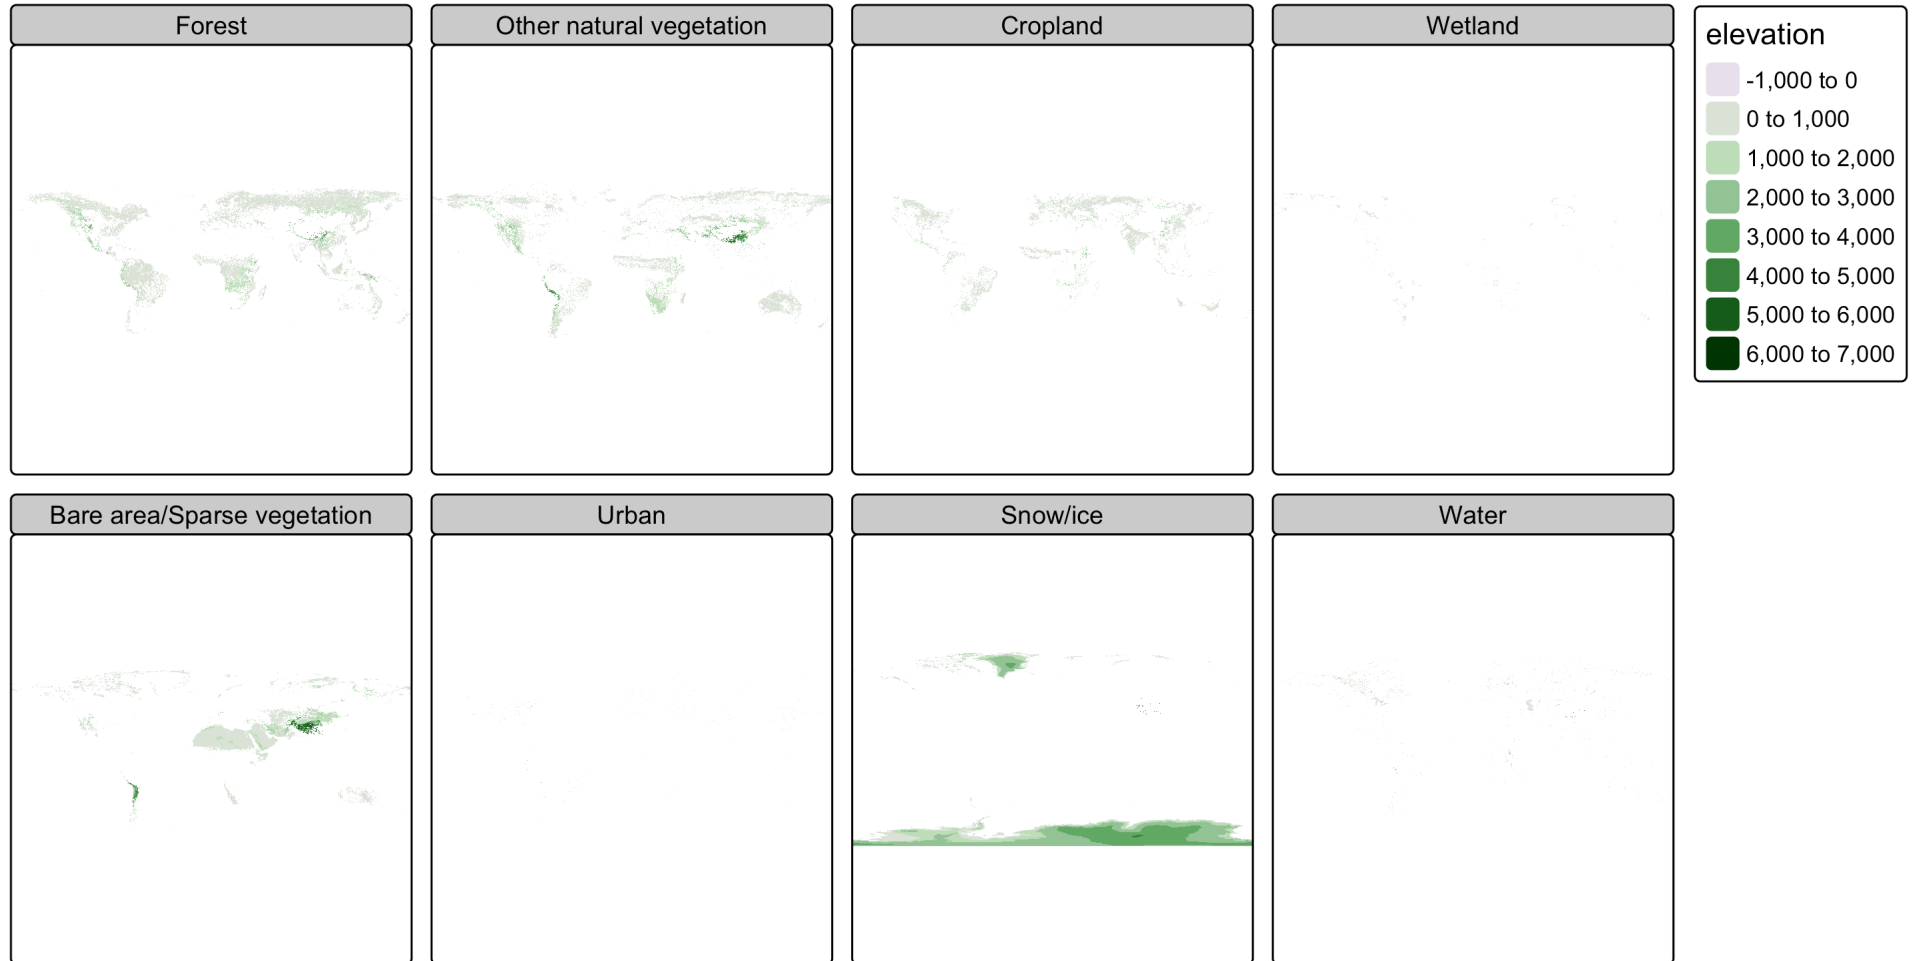 Forest
Other natural vegetation
Cropland
Wetland
elevation
-1,000 to 0
0 to 1,000
1,000 to 2,000
2,000 to 3,000
3,000 to 4,000
4,000 to 5,000
5,000 to 6,000
6,000 to 7,000
Bare area/Sparse vegetation
Urban
Snow/ice
Water